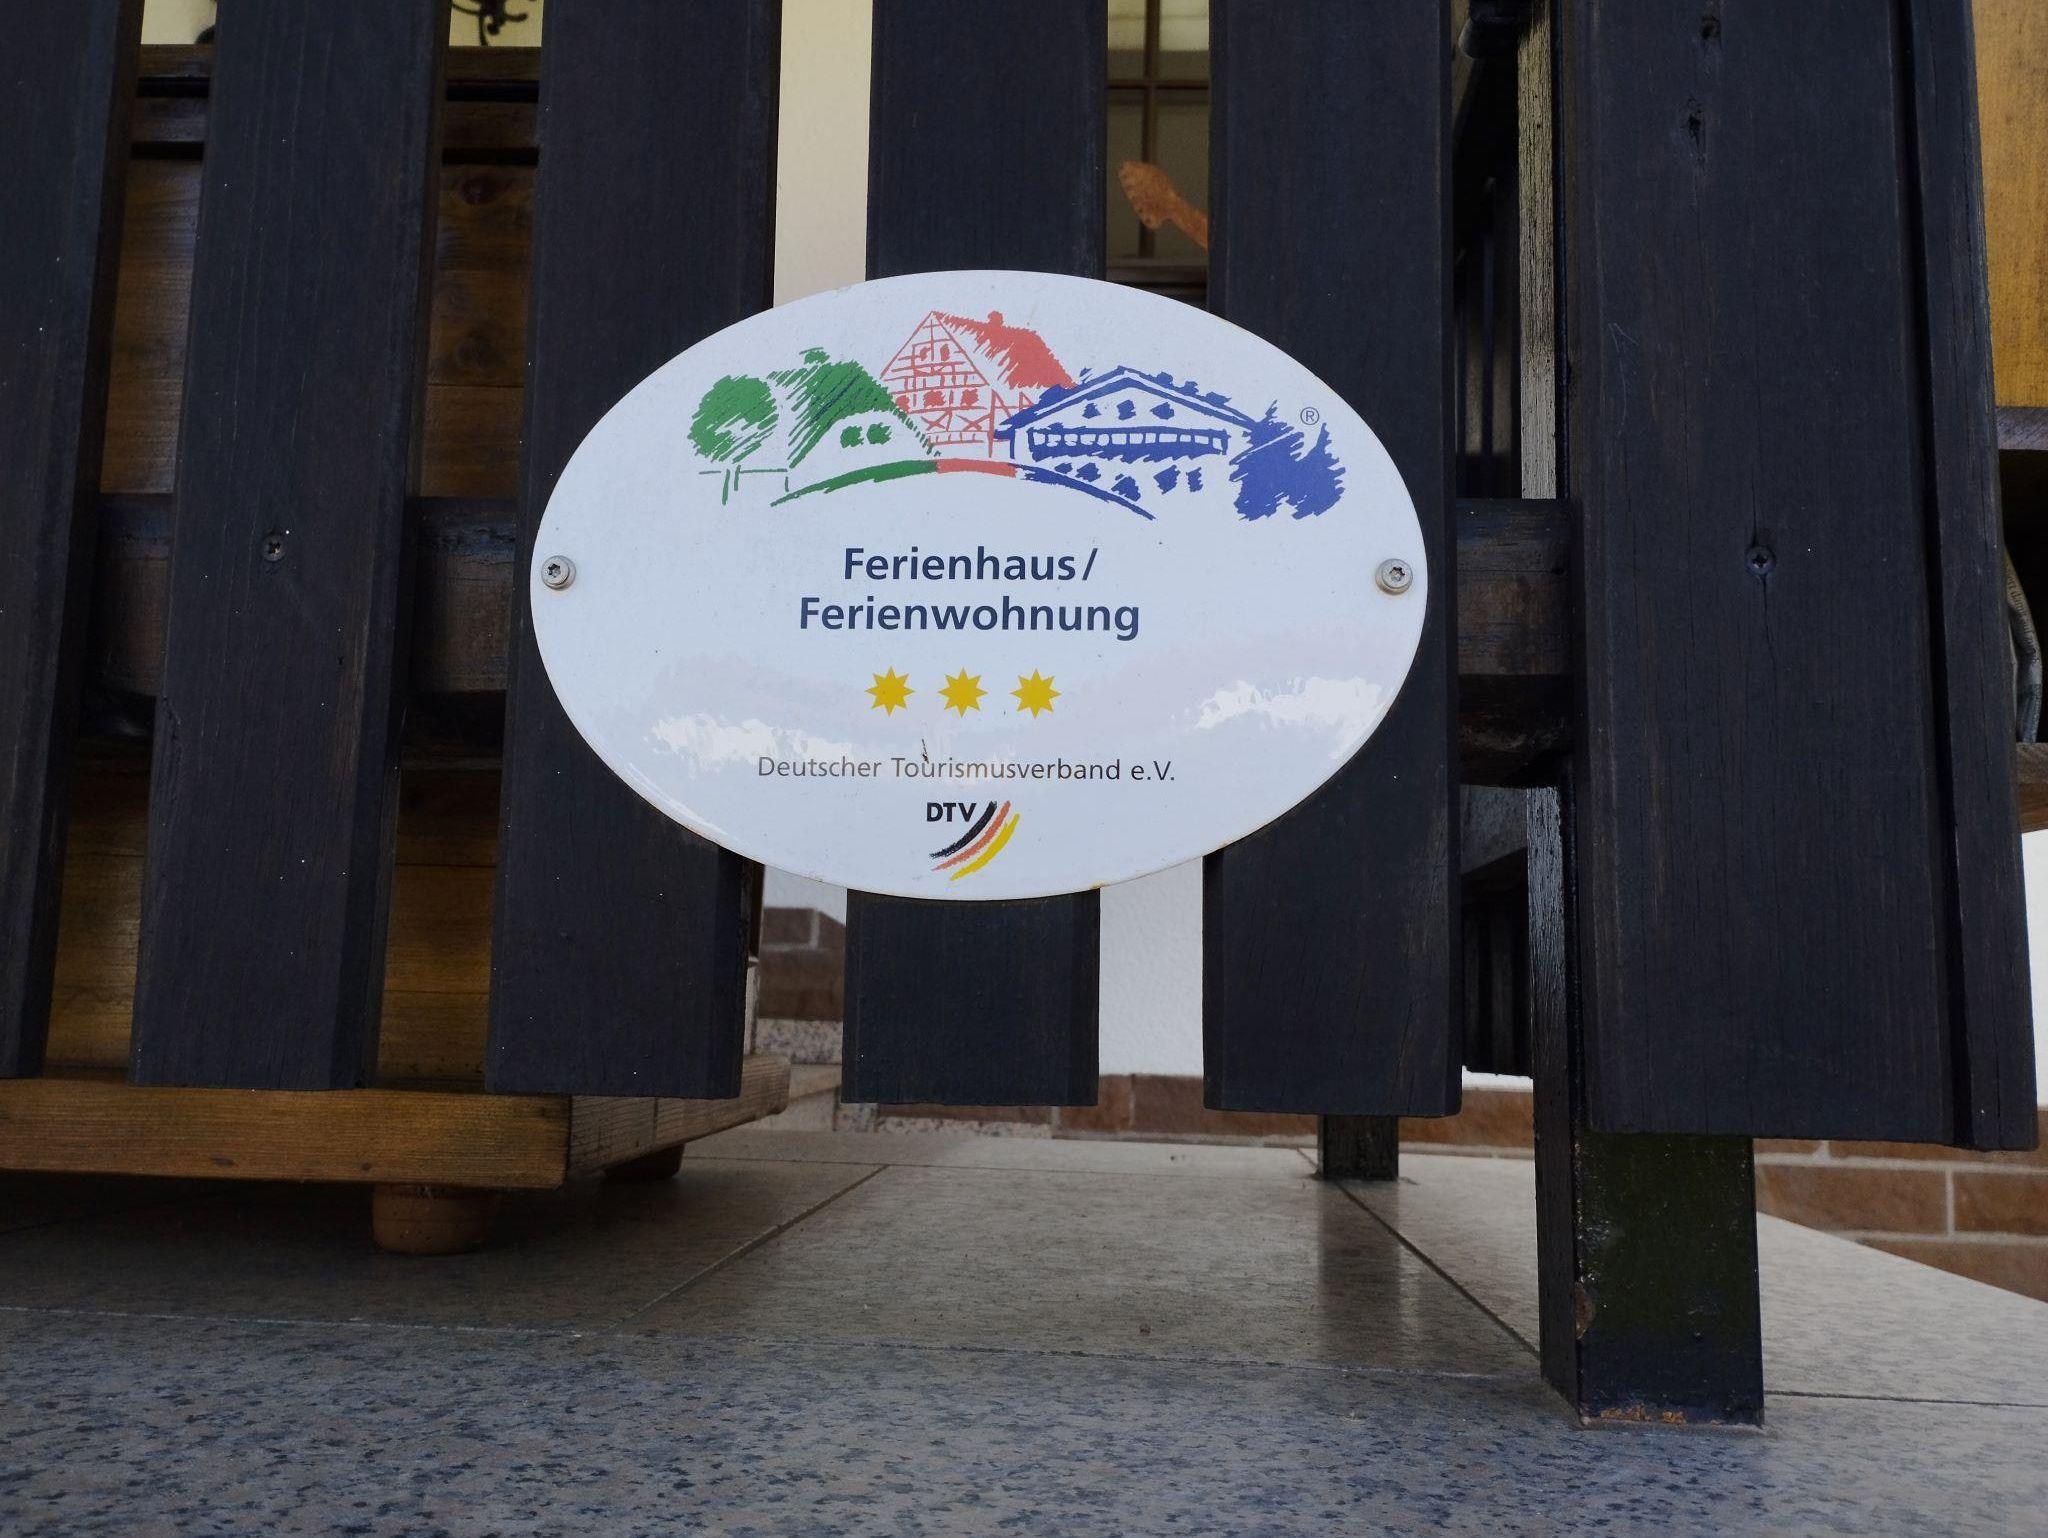 ®
Ferienhaus/
Ferienwohnung
Deutscher Tourismusverband e.V.
DTV